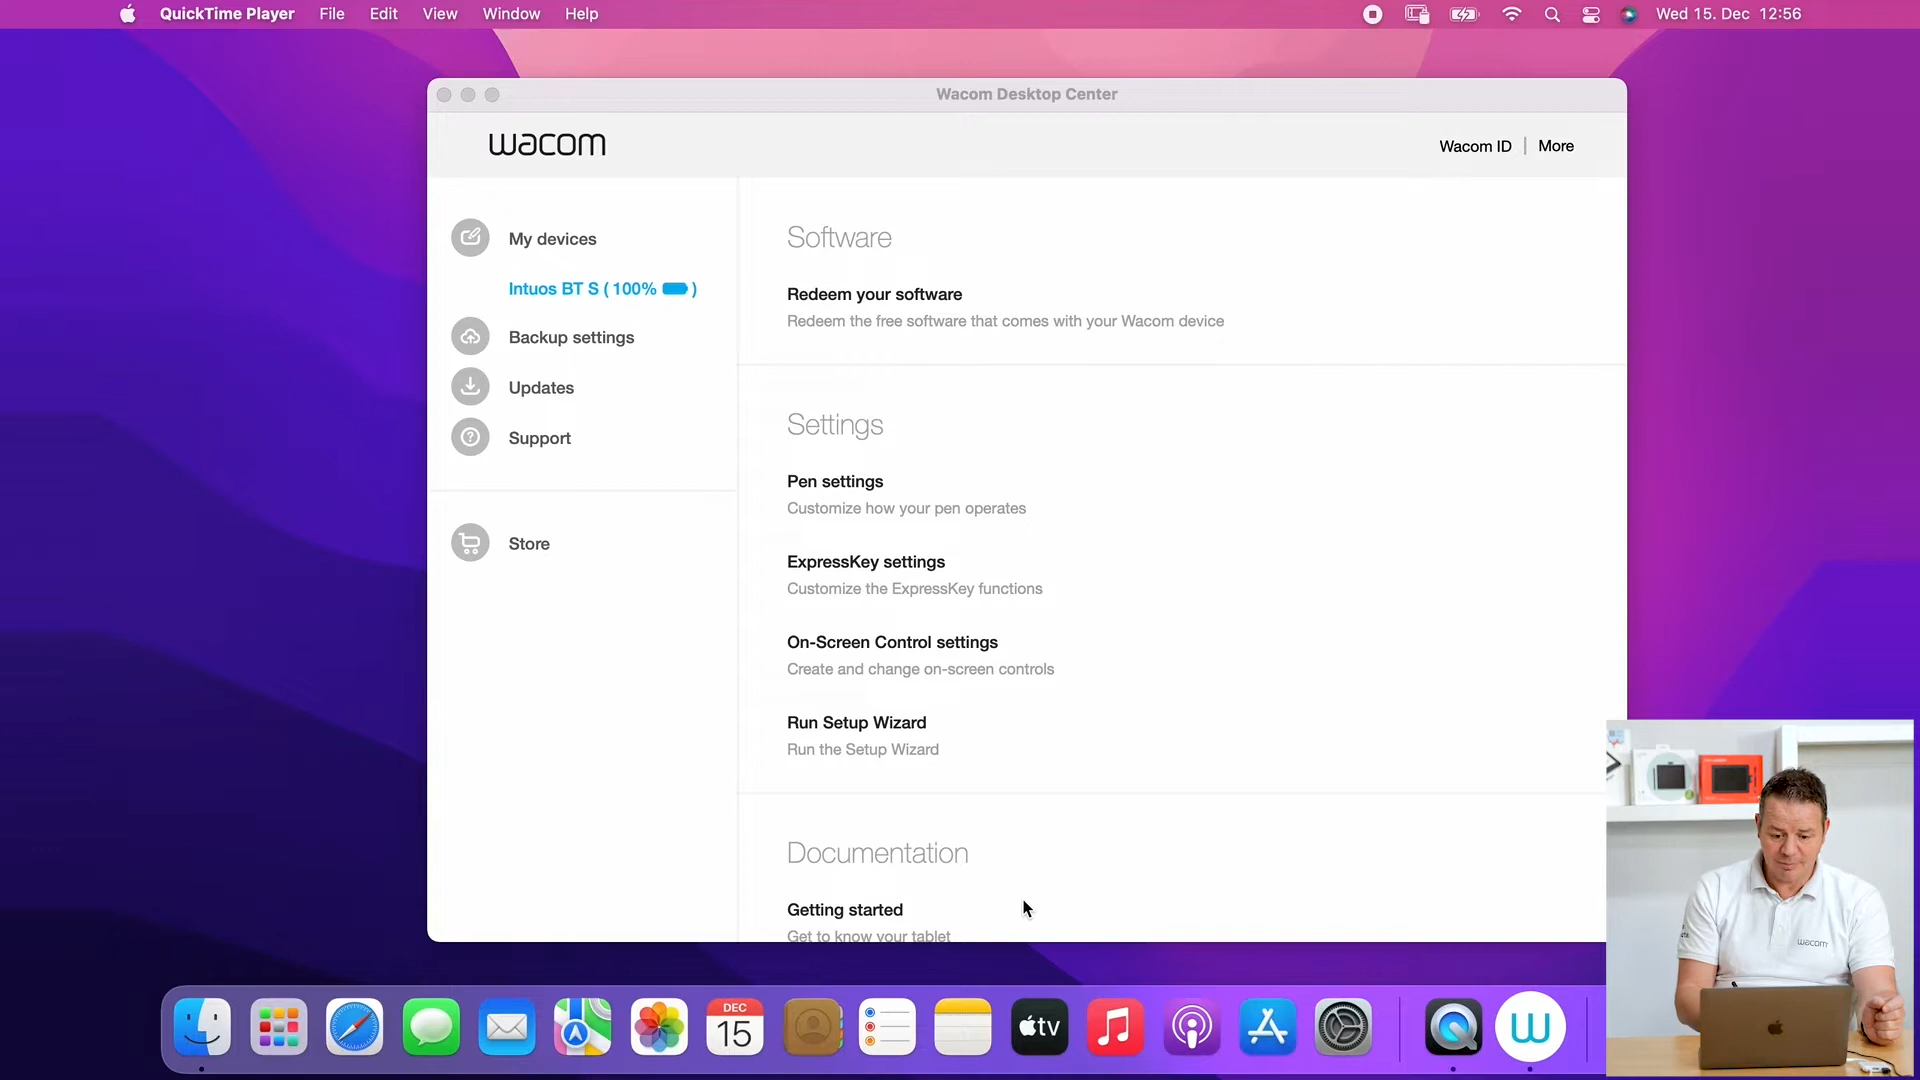 QuickTime Player File Edit View Window Help Wed 15. Dec 12:56
Wacom Desktop Center
wacom
Wacom ID | More
My devices
Intuos BT S ( 100% )
Backup settings
Updates
Support
Store
Software
Redeem your software
Redeem the free software that comes with your Wacom device
Settings
Pen settings
Customize how your pen operates
ExpressKey settings
Customize the ExpressKey functions
On-Screen Control settings
Create and change on-screen controls
Run Setup Wizard
Run the Setup Wizard
Documentation
Getting started
Get to know your tablet
wacom
DEC
15
tv
W